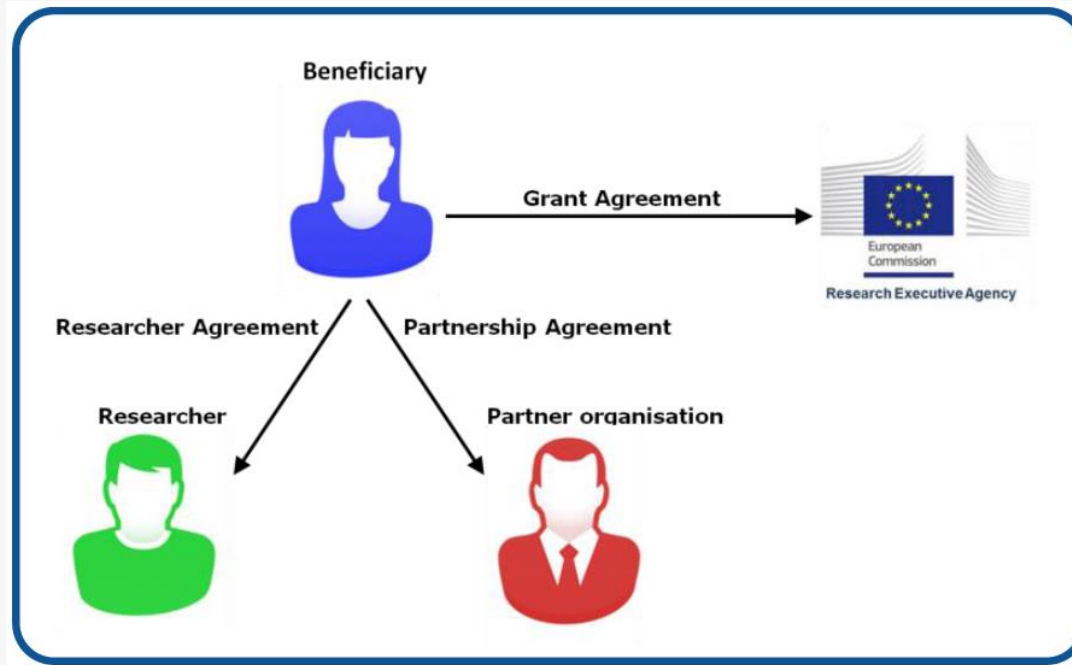 Beneficiary
Grant Agreement
European
Commission
Research Executive Agency
Researcher Agreement
Partnership Agreement
Researcher
Partner organisation